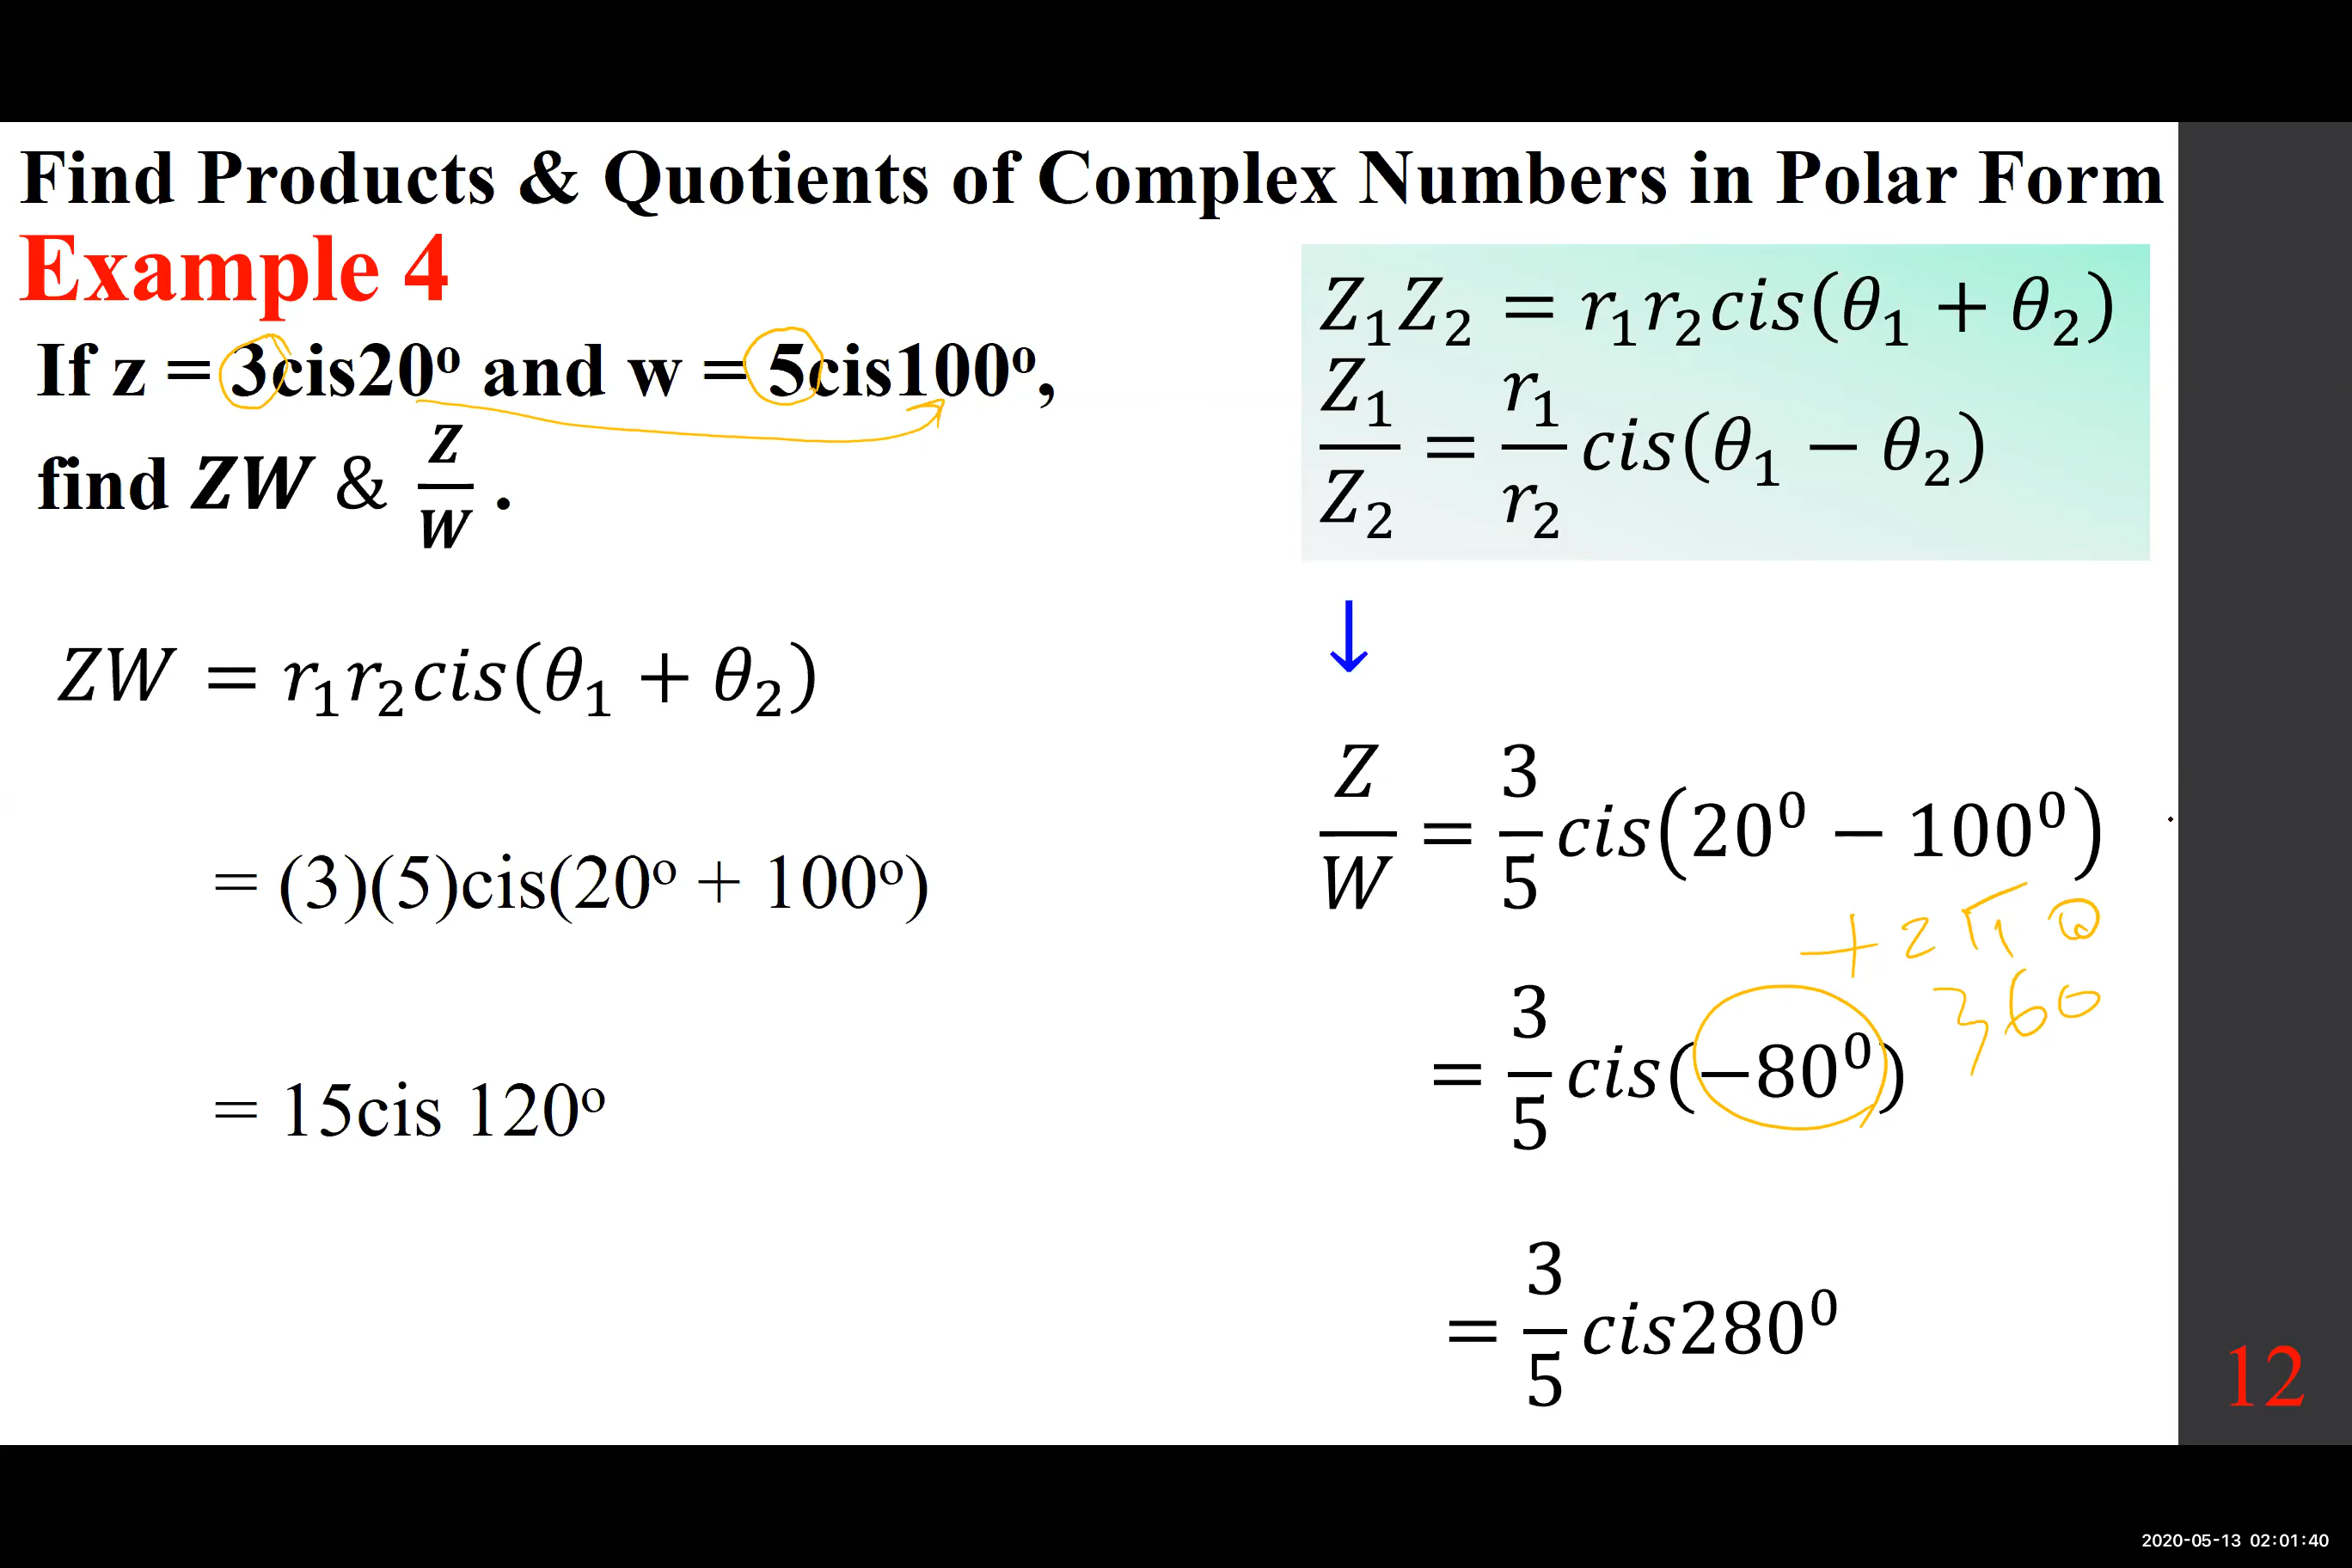 Find Products & Quotients of Complex Numbers in Polar Form
Example 4
If z = 3cis20° and w = 5cis100°,
find ZW & Z/W .
Z₁Z₂ = r₁r₂cis(θ₁ + θ₂)
Z₁/Z₂ = r₁/r₂ cis(θ₁ − θ₂)
↓
ZW = r₁r₂cis(θ₁ + θ₂)
= (3)(5)cis(20° + 100°)
= 15cis 120°
Z/W = 3/5 cis(20⁰ − 100⁰)
+ 2π
360
= 3/5 cis(−80⁰)
= 3/5 cis280⁰
12
2020-05-13 02:01:40